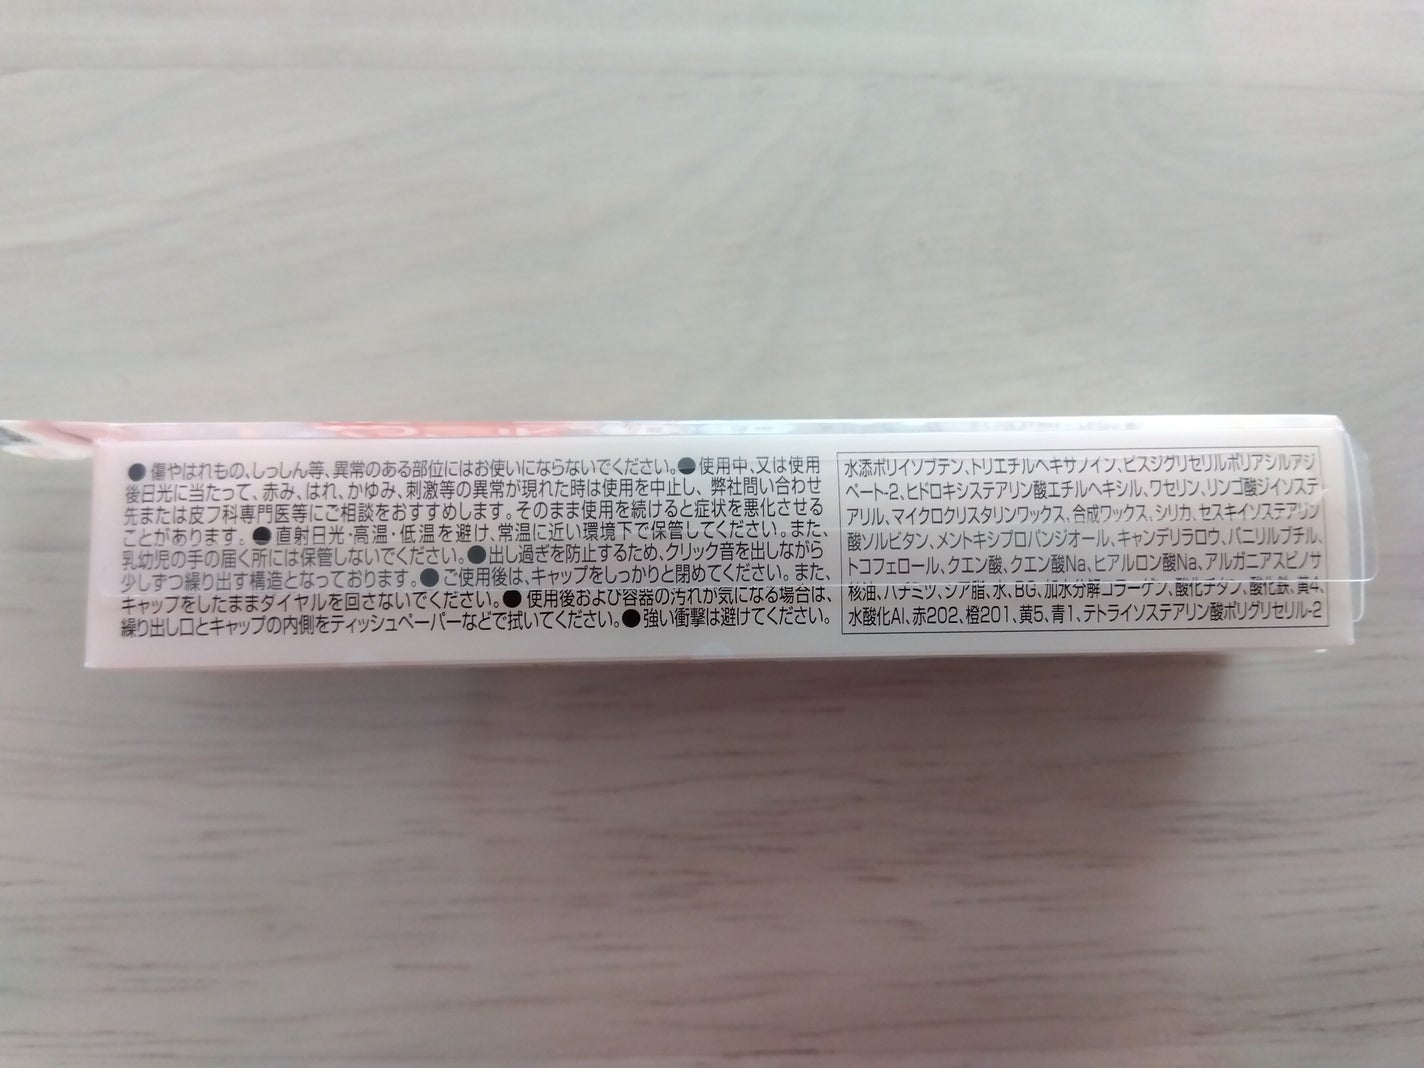 ●傷やはれもの、しっしん等、異常のある部位にはお使いにならないでください。●使用中、又は使用
後日光に当たって、赤み、はれ、かゆみ、刺激等の異常が現れた時は使用を中止し、弊社問い合わせ
先または皮フ科専門医等にご相談をおすすめします。そのまま使用を続けると症状を悪化させる
ことがあります。●直射日光・高温・低温を避け、常温に近い環境下で保管してください。また、
乳幼児の手の届く所には保管しないでください。●出し過ぎを防止するため、クリック音を出しながら
少しずつ繰り出す構造となっております。●ご使用後は、キャップをしっかりと閉めてください。また、
キャップをしたままダイヤルを回さないでください。●使用後および容器の汚れが気になる場合は、
繰り出し口とキャップの内側をティッシュペーパーなどで拭いてください。●強い衝撃は避けてください。
水添ポリイソブテン、トリエチルヘキサノイン、ビスジグリセリルポリアシルアジ
ペート-2、ヒドロキシステアリン酸エチルヘキシル、ワセリン、リンゴ酸ジイソステ
アリル、マイクロクリスタリンワックス、合成ワックス、シリカ、セスキイソステアリン
酸ソルビタン、メントキシプロパンジオール、キャンデリラロウ、バニリルブチル、
トコフェロール、クエン酸、クエン酸Na、ヒアルロン酸Na、アルガニアスピノサ
核油、ハチミツ、シア脂、水、BG、加水分解コラーゲン、酸化チタン、酸化鉄、黄4、
水酸化Al、赤202、橙201、黄5、青1、テトライソステアリン酸ポリグリセリル-2